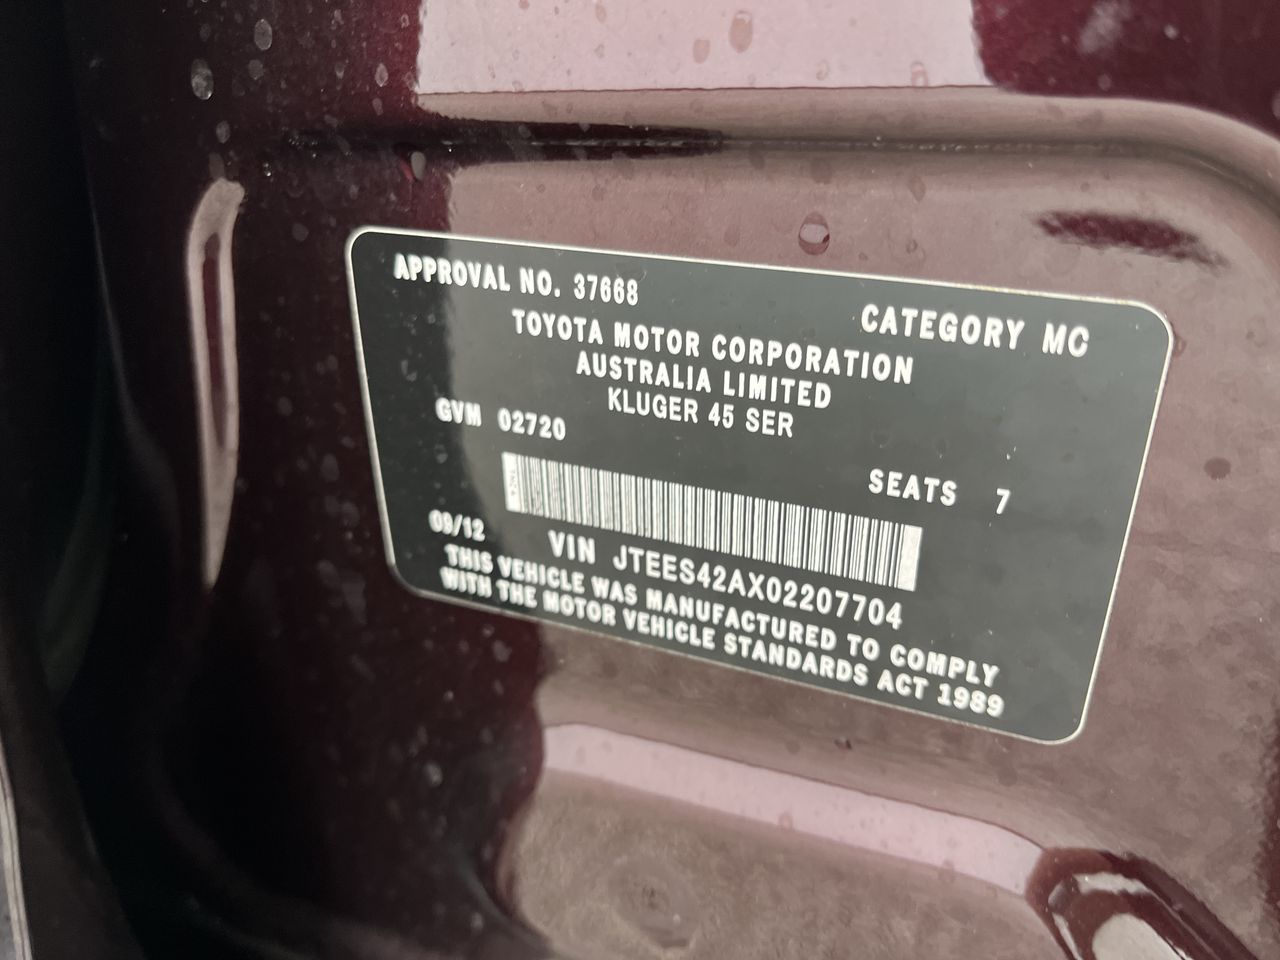 APPROVAL NO. 37668
CATEGORY MC
TOYOTA MOTOR CORPORATION
AUSTRALIA LIMITED
KLUGER 45 SER
GVM 02720
SEATS 7
09/12
VIN JTEES42AX02207704
THIS VEHICLE WAS MANUFACTURED TO COMPLY
WITH THE MOTOR VEHICLE STANDARDS ACT 1989